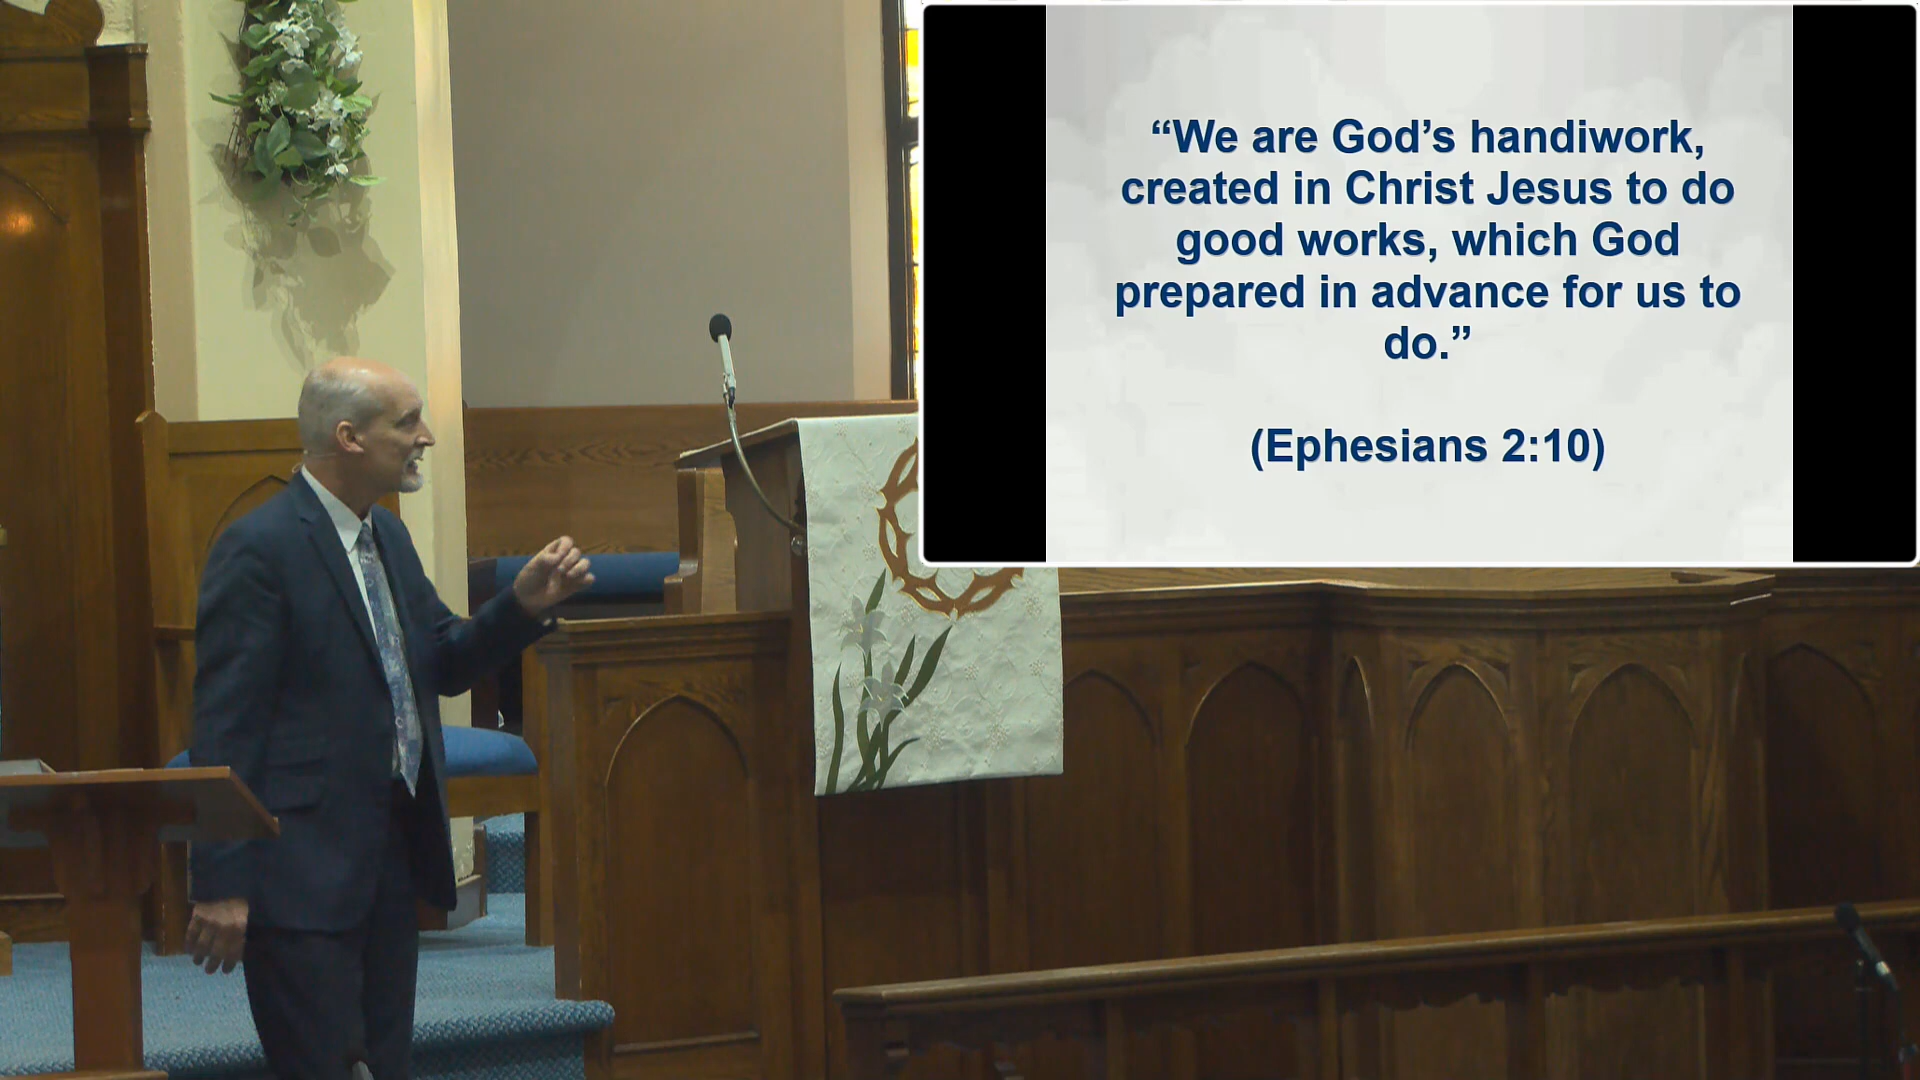 “We are God’s handiwork,
created in Christ Jesus to do
good works, which God
prepared in advance for us to
do.”
(Ephesians 2:10)